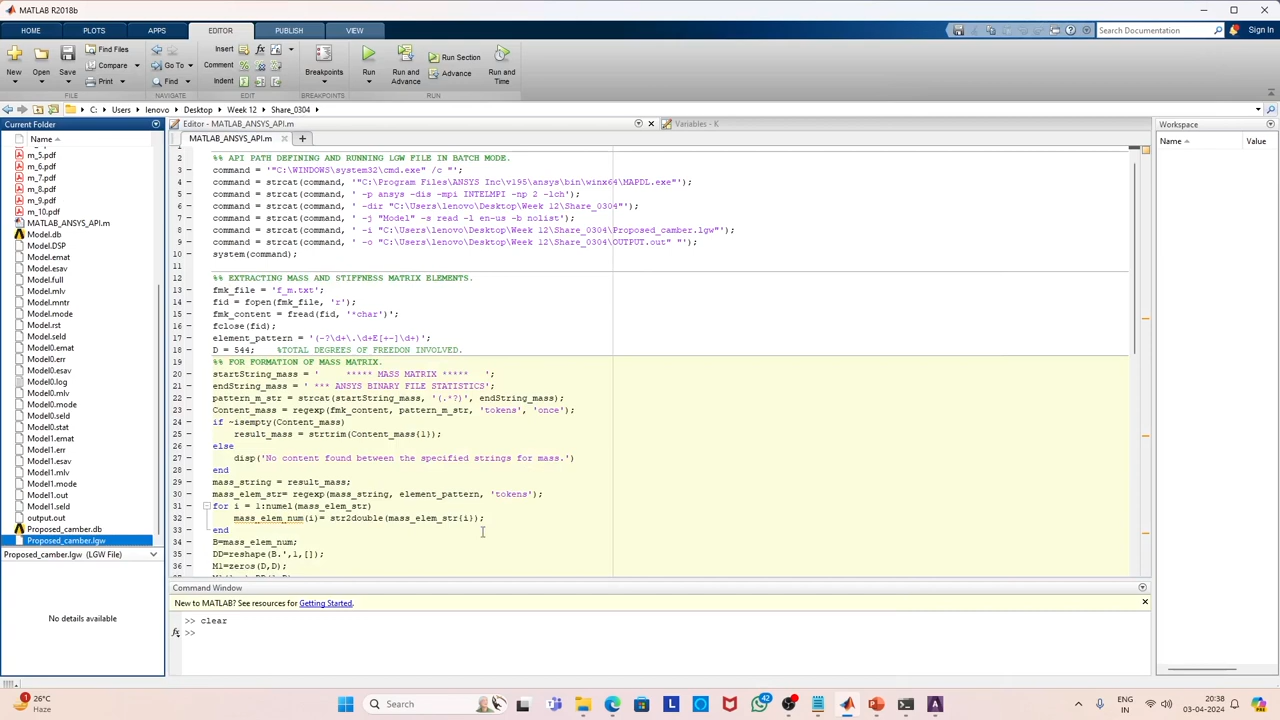 MATLAB R2018b
HOME PLOTS APPS EDITOR PUBLISH VIEW
Search Documentation
Sign In
New Open Save
Find Files
Compare
Print
Go To
Find
Insert
Comment
Indent
Breakpoints
Run
Run and Advance
Run Section
Advance
Run and Time
FILE NAVIGATE EDIT BREAKPOINTS RUN
C: Users lenovo Desktop Week 12 Share_0304
Current Folder
Name
m_5.pdf
m_6.pdf
m_7.pdf
m_8.pdf
m_9.pdf
m_10.pdf
MATLAB_ANSYS_API.m
Model.db
Model.DSP
Model.emat
Model.esav
Model.full
Model.mlv
Model.mntr
Model.mode
Model.rst
Model.seld
Model0.emat
Model0.err
Model0.esav
Model0.log
Model0.mlv
Model0.mode
Model0.seld
Model0.stat
Model1.emat
Model1.err
Model1.esav
Model1.mlv
Model1.mode
Model1.out
Model1.seld
output.out
Proposed_camber.db
Proposed_camber.lgw
Proposed_camber.lgw (LGW File)
No details available
Editor - MATLAB_ANSYS_API.m
Variables - K
MATLAB_ANSYS_API.m
2 %% API PATH DEFINING AND RUNNING LGW FILE IN BATCH MODE.
3 - command = '"C:\WINDOWS\system32\cmd.exe" /c "';
4 - command = strcat(command, '"C:\Program Files\ANSYS Inc\v195\ansys\bin\winx64\MAPDL.exe"');
5 - command = strcat(command, ' -p ansys -dis -mpi INTELMPI -np 2 -lch');
6 - command = strcat(command, ' -dir "C:\Users\lenovo\Desktop\Week 12\Share_0304"');
7 - command = strcat(command, ' -j "Model" -s read -l en-us -b nolist');
8 - command = strcat(command, ' -i "C:\Users\lenovo\Desktop\Week 12\Share_0304\Proposed_camber.lgw"');
9 - command = strcat(command, ' -o "C:\Users\lenovo\Desktop\Week 12\Share_0304\OUTPUT.out" "');
10 - system(command);
11
12 %% EXTRACTING MASS AND STIFFNESS MATRIX ELEMENTS.
13 - fmk_file = 'f_m.txt';
14 - fid = fopen(fmk_file, 'r');
15 - fmk_content = fread(fid, '*char')';
16 - fclose(fid);
17 - element_pattern = '(-?\d+\.\d+E[+-]\d+)';
18 - D = 544; %TOTAL DEGREES OF FREEDON INVOLVED.
19 %% FOR FORMATION OF MASS MATRIX.
20 - startString_mass = ' ***** MASS MATRIX ***** ';
21 - endString_mass = ' *** ANSYS BINARY FILE STATISTICS';
22 - pattern_m_str = strcat(startString_mass, '(.*?)', endString_mass);
23 - Content_mass = regexp(fmk_content, pattern_m_str, 'tokens', 'once');
24 - if ~isempty(Content_mass)
25 - result_mass = strtrim(Content_mass{1});
26 - else
27 - disp('No content found between the specified strings for mass.')
28 - end
29 - mass_string = result_mass;
30 - mass_elem_str= regexp(mass_string, element_pattern, 'tokens');
31 - for i = 1:numel(mass_elem_str)
32 - mass_elem_num(i)= str2double(mass_elem_str{i});
33 - end
34 - B=mass_elem_num;
35 - DD=reshape(B.',1,[]);
36 - M1=zeros(D,D);
Command Window
New to MATLAB? See resources for Getting Started.
>> clear
fx >>
Workspace
Name Value
1
26°C
Haze
Search
42
ENG
IN
20:38
03-04-2024